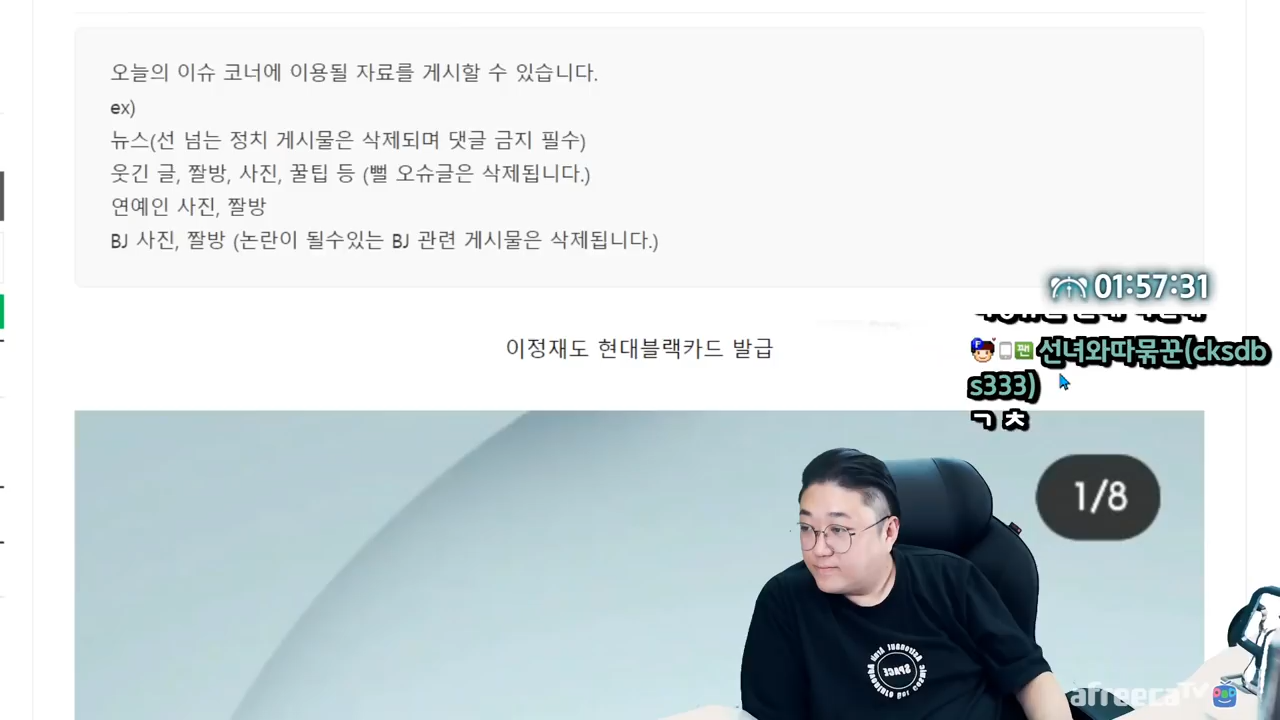 오늘의 이슈 코너에 이용될 자료를 게시할 수 있습니다.
ex)
뉴스(선 넘는 정치 게시물은 삭제되며 댓글 금지 필수)
웃긴 글, 짤방, 사진, 꿀팁 등 (뻘 오슈글은 삭제됩니다.)
연예인 사진, 짤방
BJ 사진, 짤방 (논란이 될수있는 BJ 관련 게시물은 삭제됩니다.)
01:57:31
이정재도 현대블랙카드 발급
팬 선녀와따묶꾼(cksdb
s333)
ㄱ ㅊ
1/8
SPACE
afreecaTV